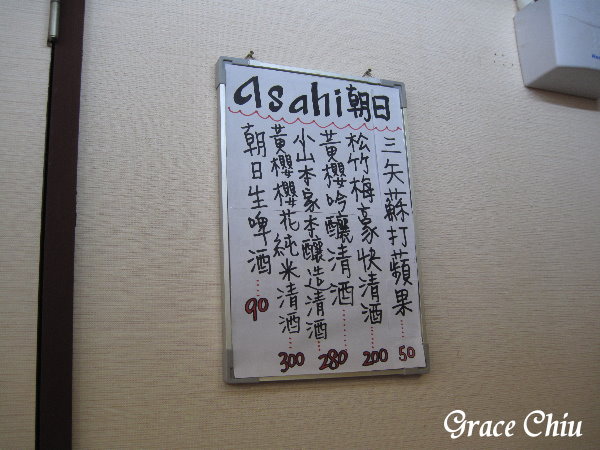 asahi朝日
三矢蘇打蘋果......50
松竹梅豪快清酒......200
黃櫻吟釀清酒......280
小山本家本釀造清酒...
黃櫻櫻花純米清酒...300
朝日生啤酒...90
Grace Chiu